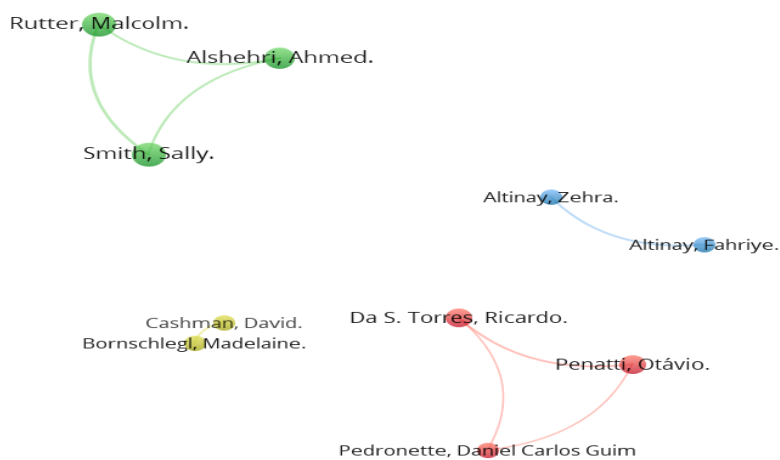 Rutter, Malcolm.
Alshehri, Ahmed.
Smith, Sally.
Altinay, Zehra.
Altinay, Fahriye.
Cashman, David.
Da S. Torres, Ricardo.
Bornschlegl, Madelaine.
Penatti, Otávio.
Pedronette, Daniel Carlos Guim